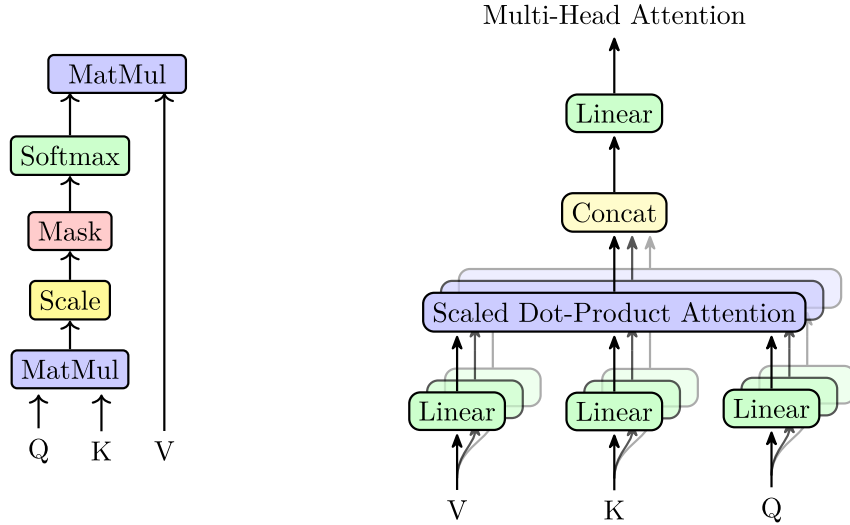 MatMul
Softmax
Mask
Scale
MatMul
Q K V
Multi-Head Attention
Linear
Concat
Scaled Dot-Product Attention
Linear Linear Linear
V K Q